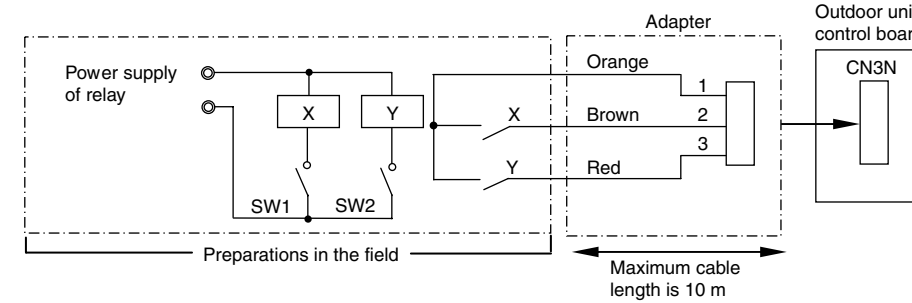 Adapter
Outdoor uni
control boar
Power supply
of relay
X
Y
SW1
SW2
X
Y
Orange
Brown
Red
1
2
3
CN3N
Preparations in the field
Maximum cable
length is 10 m